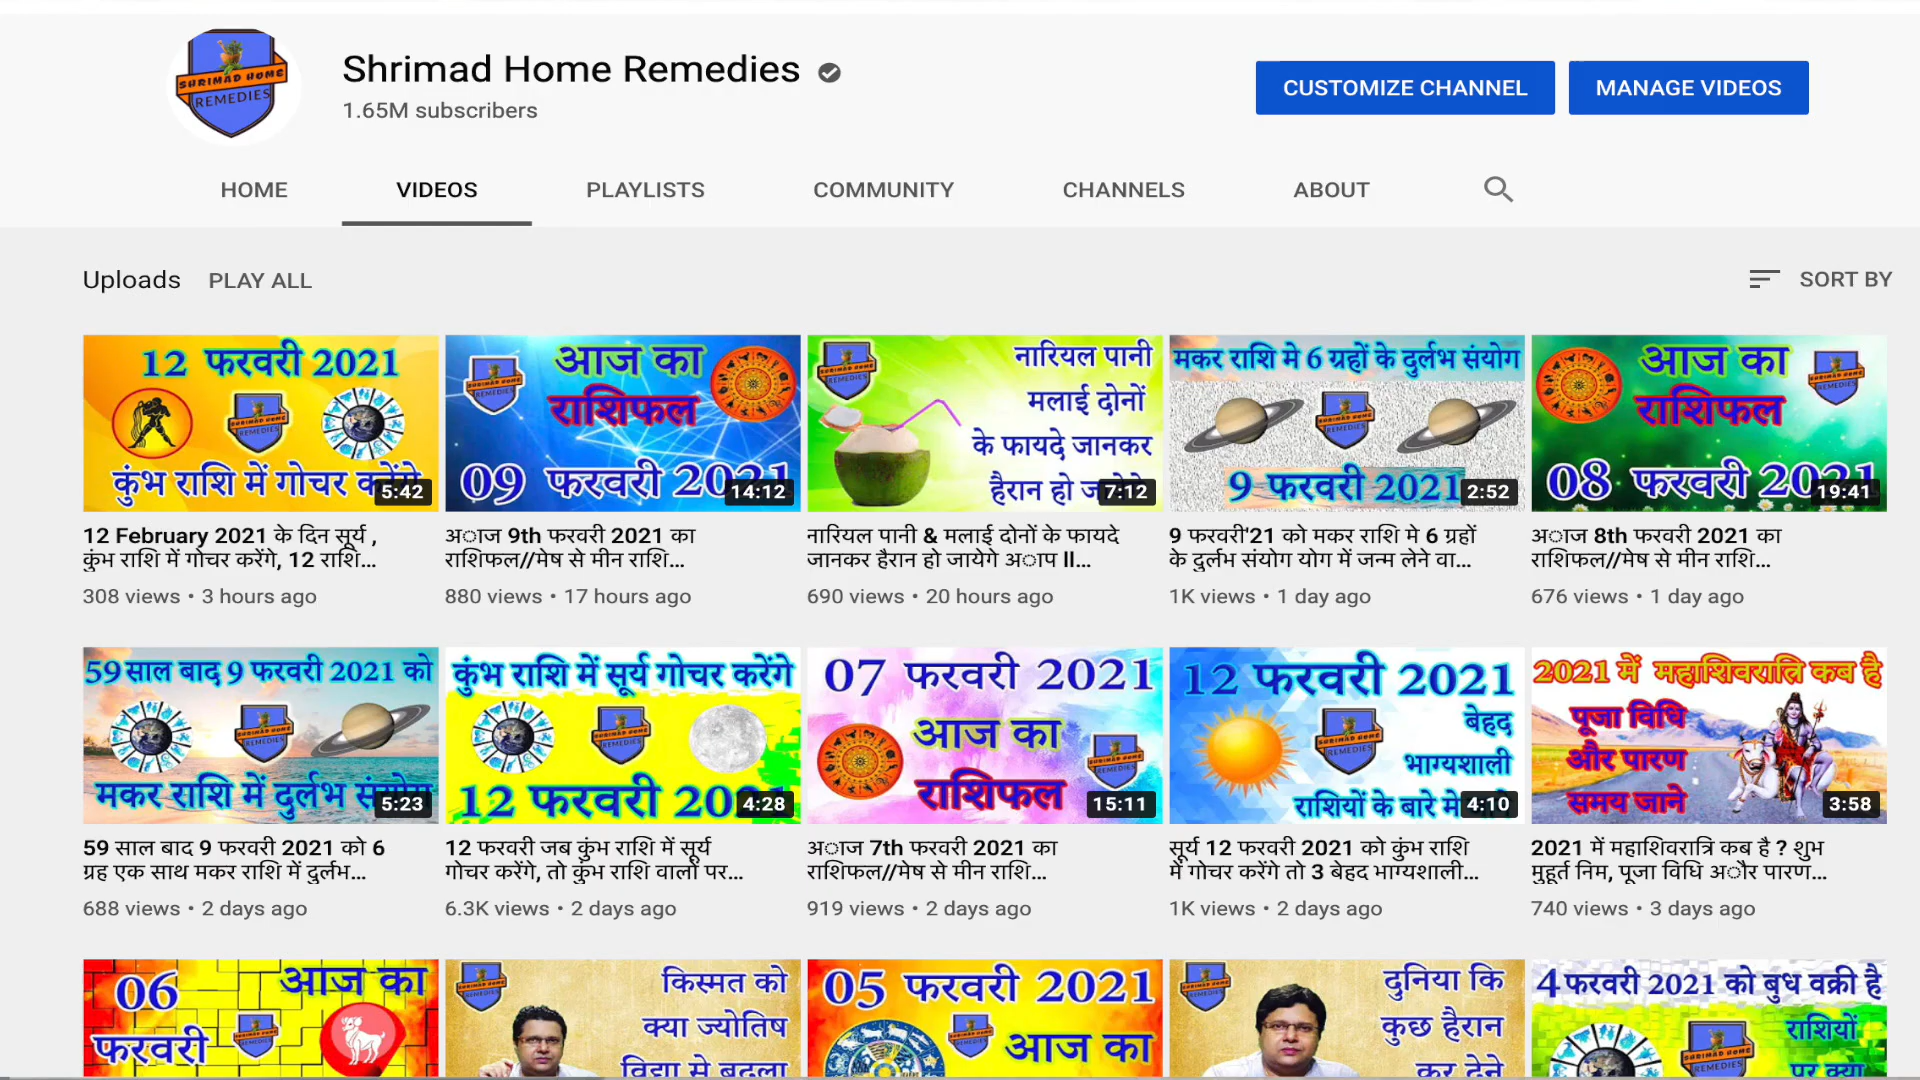 SHRIMAD HOME
REMEDIES
Shrimad Home Remedies
1.65M subscribers
CUSTOMIZE CHANNEL
MANAGE VIDEOS
HOME
VIDEOS
PLAYLISTS
COMMUNITY
CHANNELS
ABOUT
Uploads
PLAY ALL
SORT BY
12 फरवरी 2021
कुंभ राशि में गोचर करेंगे
5:42
12 February 2021 के दिन सूर्य ,
कुंभ राशि में गोचर करेंगे, 12 राशि...
308 views • 3 hours ago
आज का
राशिफल
09 फरवरी 2021
14:12
अाज 9th फरवरी 2021 का
राशिफल//मेष से मीन राशि...
880 views • 17 hours ago
नारियल पानी
मलाई दोनों
के फायदे जानकर
हैरान हो
7:12
नारियल पानी & मलाई दोनों के फायदे
जानकर हैरान हो जायेगे अाप ll...
690 views • 20 hours ago
मकर राशि मे 6 ग्रहों के दुर्लभ संयोग
9 फरवरी 2021
2:52
9 फरवरी'21 को मकर राशि मे 6 ग्रहों
के दुर्लभ संयोग योग में जन्म लेने वा...
1K views • 1 day ago
आज का
राशिफल
08 फरवरी 2021
19:41
अाज 8th फरवरी 2021 का
राशिफल//मेष से मीन राशि...
676 views • 1 day ago
59 साल बाद 9 फरवरी 2021 को
मकर राशि में दुर्लभ संयोग
5:23
59 साल बाद 9 फरवरी 2021 को 6
ग्रह एक साथ मकर राशि में दुर्लभ...
688 views • 2 days ago
कुंभ राशि में सूर्य गोचर करेंगे
12 फरवरी 2021
4:28
12 फरवरी जब कुंभ राशि में सूर्य
गोचर करेंगे, तो कुंभ राशि वालों पर...
6.3K views • 2 days ago
07 फरवरी 2021
आज का
राशिफल
15:11
अाज 7th फरवरी 2021 का
राशिफल//मेष से मीन राशि...
919 views • 2 days ago
12 फरवरी 2021
बेहद
भाग्यशाली
राशियों के बारे मे
4:10
सूर्य 12 फरवरी 2021 को कुंभ राशि
में गोचर करेंगे तो 3 बेहद भाग्यशाली...
1K views • 2 days ago
2021 में महाशिवरात्रि कब है
पूजा विधि
और पारण
समय जाने
3:58
2021 में महाशिवरात्रि कब है ? शुभ
मुहूर्त निम, पूजा विधि अौर पारण...
740 views • 3 days ago
06
फरवरी
आज का
किस्मत को
क्या ज्योतिष
विद्या से बदला
05 फरवरी 2021
आज का
दुनिया कि
कुछ हैरान
कर देने
4 फरवरी 2021 को बुध वक्री है
राशियों
पर क्या